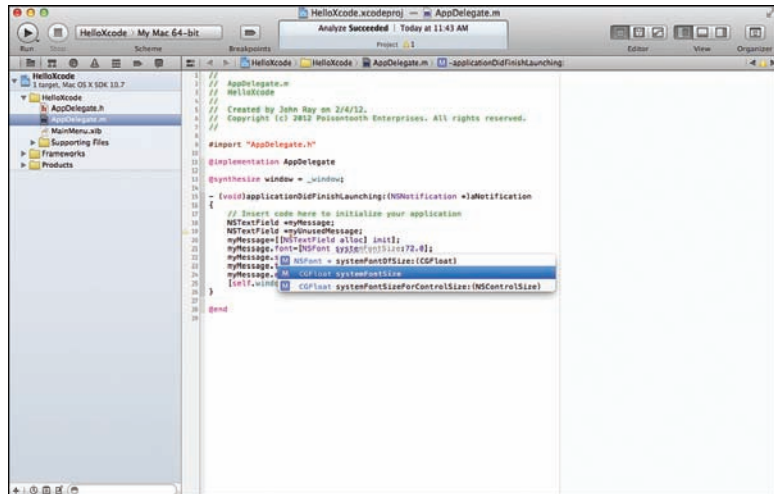 HelloXcode.xcodeproj — AppDelegate.m
Run
Stop
HelloXcode
My Mac 64-bit
Scheme
Breakpoints
Analyze Succeeded | Today at 11:43 AM
Project
1
Editor
View
Organizer
HelloXcode
HelloXcode
AppDelegate.m
-applicationDidFinishLaunching:
HelloXcode
1 target, Mac OS X SDK 10.7
HelloXcode
AppDelegate.h
AppDelegate.m
MainMenu.xib
Supporting Files
Frameworks
Products
//
//  AppDelegate.m
//  HelloXcode
//
//  Created by John Ray on 2/4/12.
//  Copyright (c) 2012 Poisontooth Enterprises. All rights reserved.
//
#import "AppDelegate.h"
@implementation AppDelegate
@synthesize window = _window;
- (void)applicationDidFinishLaunching:(NSNotification *)aNotification
{
// Insert code here to initialize your application
NSTextField *myMessage;
NSTextField *myUnusedMessage;
myMessage=[[NSTextField alloc] init];
myMessage.font=[NSFont systemFontSize:72.0];
myMessage.
myMessage.
myMessage.
[self.wind
}
@end
M NSFont * systemFontOfSize:(CGFloat)
M CGFloat systemFontSize
M CGFloat systemFontSizeForControlSize:(NSControlSize)